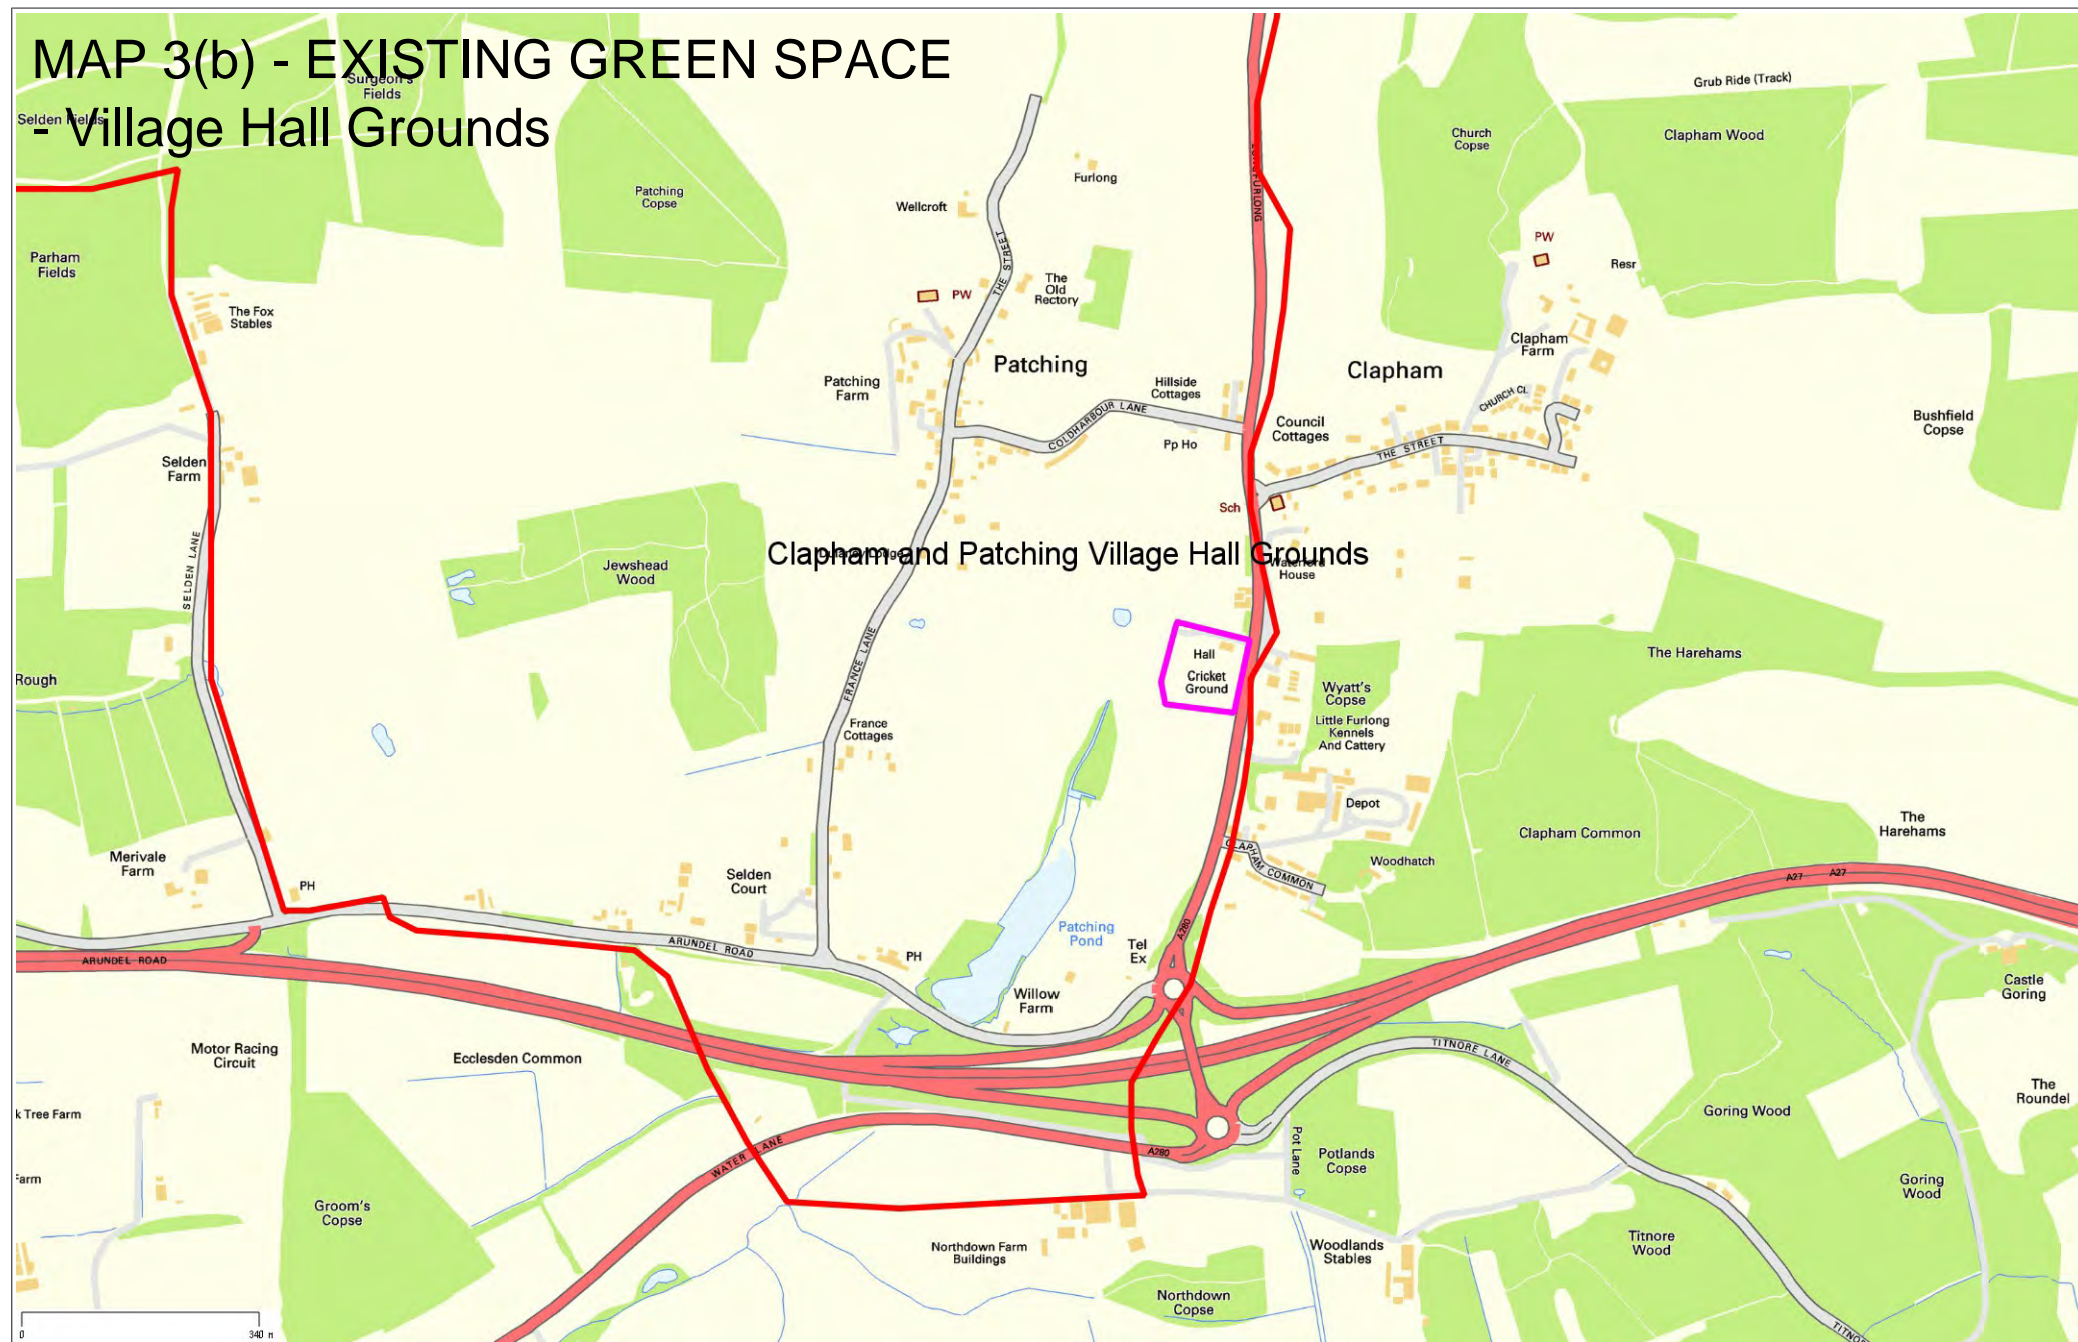 MAP 3(b) - EXISTING GREEN SPACE
- Village Hall Grounds
Surgeon's
Fields
Selden Fields
Grub Ride (Track)
Church
Copse
Clapham Wood
Patching
Copse
Furlong
Wellcroft
LONG FURLONG
THE STREET
Parham
Fields
PW
Resr
The
Old
Rectory
PW
The Fox
Stables
Clapham
Farm
Patching
Clapham
Patching
Farm
Hillside
Cottages
CHURCH CL
COLDHARBOUR LANE
Council
Cottages
Bushfield
Copse
Pp Ho
THE STREET
Selden
Farm
Sch
SELDEN LANE
Clapham and Patching Village Hall Grounds
Dulaney Lodge
Waterford
House
Jewshead
Wood
FRANCE LANE
Hall
Cricket
Ground
The Harehams
Rough
Wyatt's
Copse
Little Furlong
Kennels
And Cattery
France
Cottages
Depot
Clapham Common
The
Harehams
CLAPHAM COMMON
Woodhatch
Merivale
Farm
PH
Selden
Court
A27
A27
Patching
Pond
A280
Tel
Ex
ARUNDEL ROAD
PH
ARUNDEL ROAD
Willow
Farm
Castle
Goring
Motor Racing
Circuit
Ecclesden Common
TITNORE LANE
The
Roundel
k Tree Farm
Goring Wood
WATER LANE
A280
Pot Lane
Potlands
Copse
Farm
Goring
Wood
Groom's
Copse
Northdown Farm
Buildings
Woodlands
Stables
Titnore
Wood
Northdown
Copse
0
340 m
TITNOR